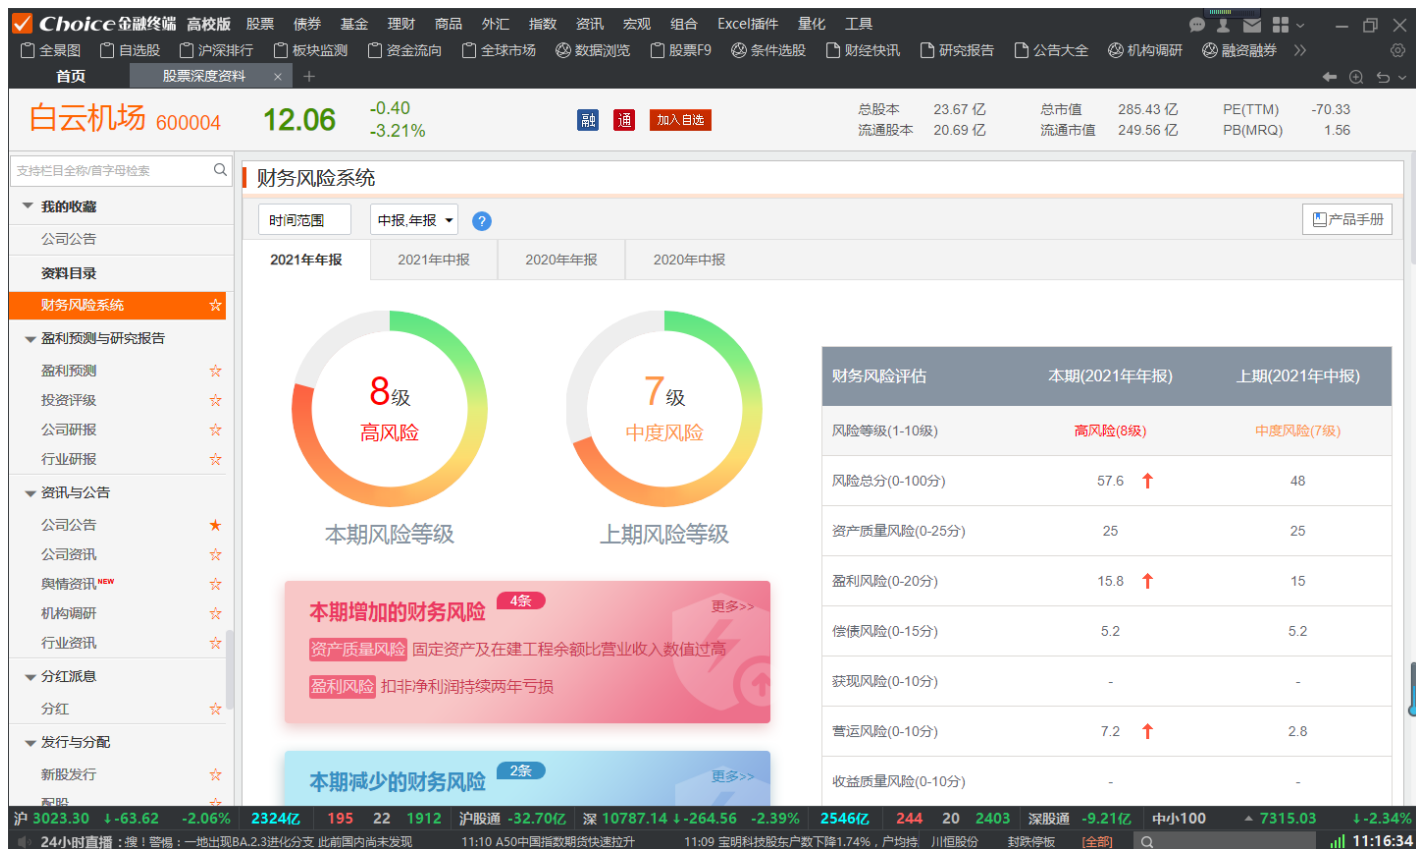 Choice金融终端 高校版 股票 债券 基金 理财 商品 外汇 指数 资讯 宏观 组合 Excel插件 量化 工具
全景图 自选股 沪深排行 板块监测 资金流向 全球市场 数据浏览 股票F9 条件选股 财经快讯 研究报告 公告大全 机构调研 融资融券
首页 股票深度资料
白云机场 600004 12.06 -0.40 -3.21% 融 通 加入自选
总股本 23.67 亿 总市值 285.43 亿 PE(TTM) -70.33
流通股本 20.69 亿 流通市值 249.56 亿 PB(MRQ) 1.56
支持栏目全称/首字母检索
我的收藏
公司公告
资料目录
财务风险系统
盈利预测与研究报告
盈利预测
投资评级
公司研报
行业研报
资讯与公告
公司公告
公司资讯
舆情资讯NEW
机构调研
行业资讯
分红派息
分红
发行与分配
新股发行
配股
财务风险系统
时间范围 中报,年报 ? 产品手册
2021年年报 2021年中报 2020年年报 2020年中报
8级
高风险
本期风险等级
7级
中度风险
上期风险等级
本期增加的财务风险 4条 更多>>
资产质量风险 固定资产及在建工程余额比营业收入数值过高
盈利风险 扣非净利润持续两年亏损
本期减少的财务风险 2条 更多>>
财务风险评估 本期(2021年年报) 上期(2021年中报)
风险等级(1-10级) 高风险(8级) 中度风险(7级)
风险总分(0-100分) 57.6 48
资产质量风险(0-25分) 25 25
盈利风险(0-20分) 15.8 15
偿债风险(0-15分) 5.2 5.2
获现风险(0-10分) - -
营运风险(0-10分) 7.2 2.8
收益质量风险(0-10分) - -
沪 3023.30 ↓-63.62 -2.06% 2324亿 195 22 1912 沪股通 -32.70亿 深 10787.14 ↓-264.56 -2.39% 2546亿 244 20 2403 深股通 -9.21亿 中小100 7315.03 ↓-2.34%
24小时直播：搜！警惕：一地出现BA.2.3进化分支 此前国内尚未发现 11:10 A50中国指数期货快速拉升 11:09 宝明科技股东户数下降1.74%，户均持 川恒股份 封跌停板 [全部] 11:16:34